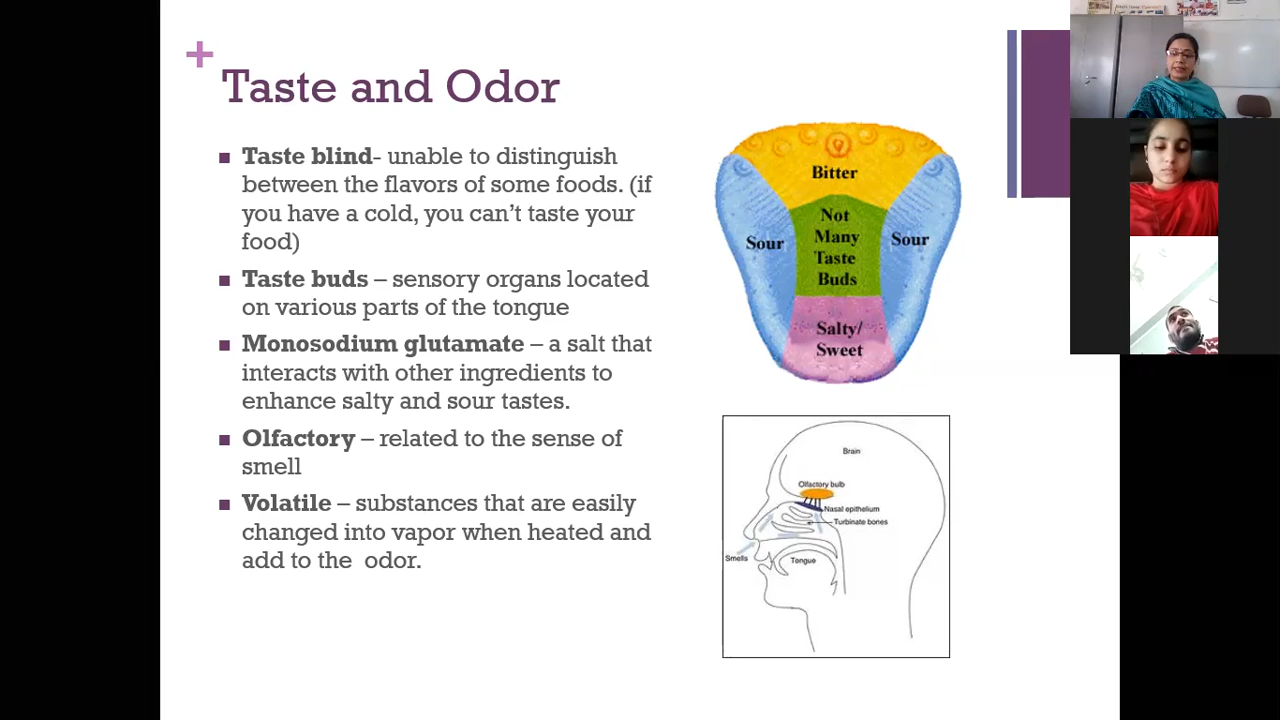 +
Taste and Odor
Taste blind- unable to distinguish
between the flavors of some foods. (if
you have a cold, you can’t taste your
food)
Taste buds – sensory organs located
on various parts of the tongue
Monosodium glutamate – a salt that
interacts with other ingredients to
enhance salty and sour tastes.
Olfactory – related to the sense of
smell
Volatile – substances that are easily
changed into vapor when heated and
add to the odor.
Bitter
Sour
Not
Many
Taste
Buds
Sour
Salty/
Sweet
Brain
Olfactory bulb
Nasal epithelium
Turbinate bones
Smells
Tongue